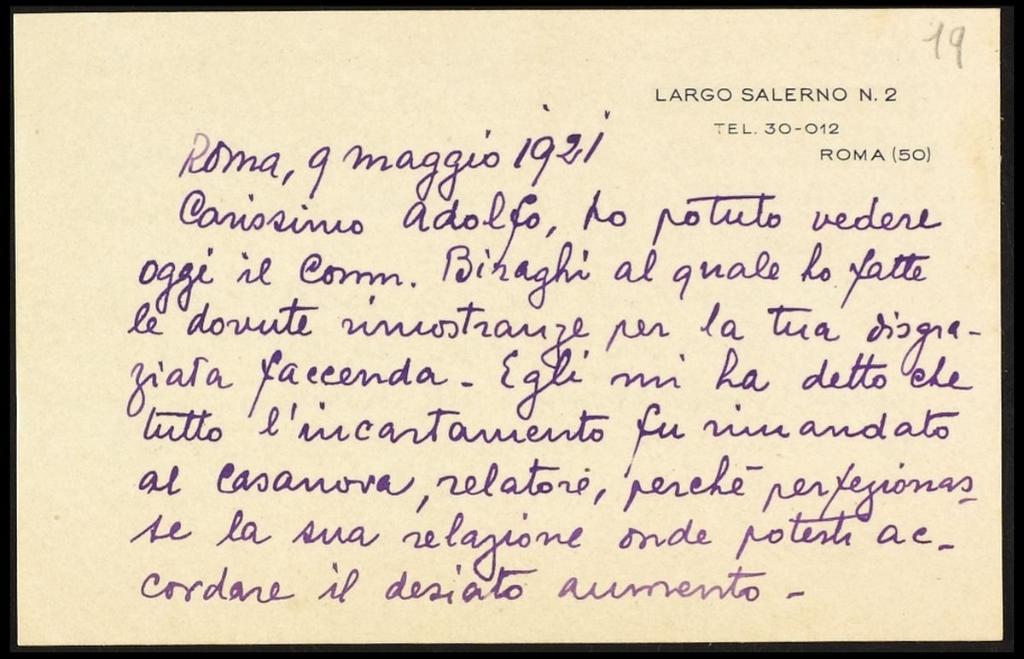 19
LARGO SALERNO N. 2
TEL. 30-012
ROMA (50)
Roma, 9 maggio 1921
Carissimo Adolfo, ho potuto vedere
oggi il Comm. Biraghi al quale ho fatte
le dovute rimostranze per la tua disgra-
ziata faccenda - Egli mi ha detto che
tutto l'incartamento fu rimandato
al Casanova, relatore, perchè perfezionas-
se la sua relazione onde poterti ac-
cordare il desiato aumento -